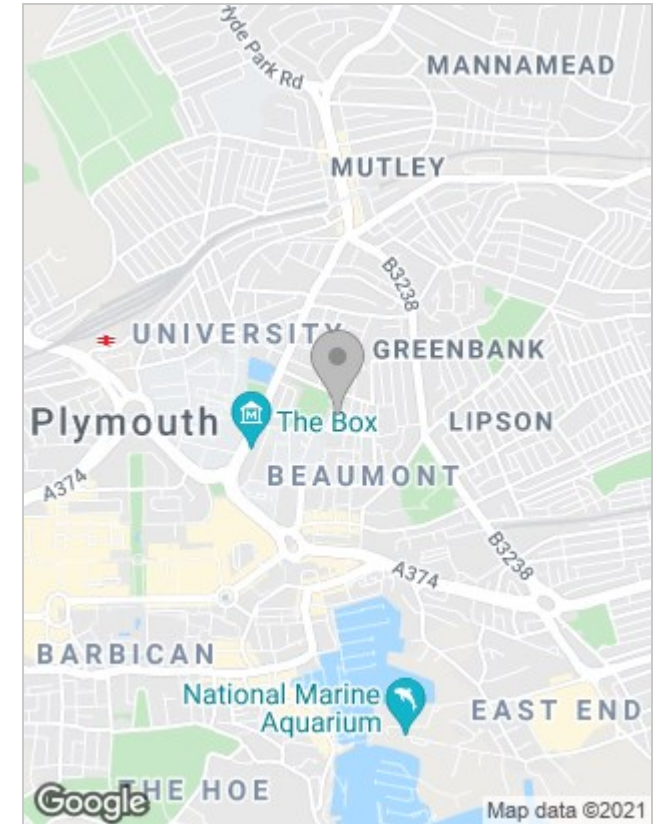 Hyde Park Rd
MANNAMEAD
MUTLEY
B3238
UNIVERSITY
GREENBANK
Plymouth
The Box
LIPSON
BEAUMONT
A374
B3238
A374
BARBICAN
National Marine
Aquarium
EAST END
THE HOE
Google
Map data ©2021